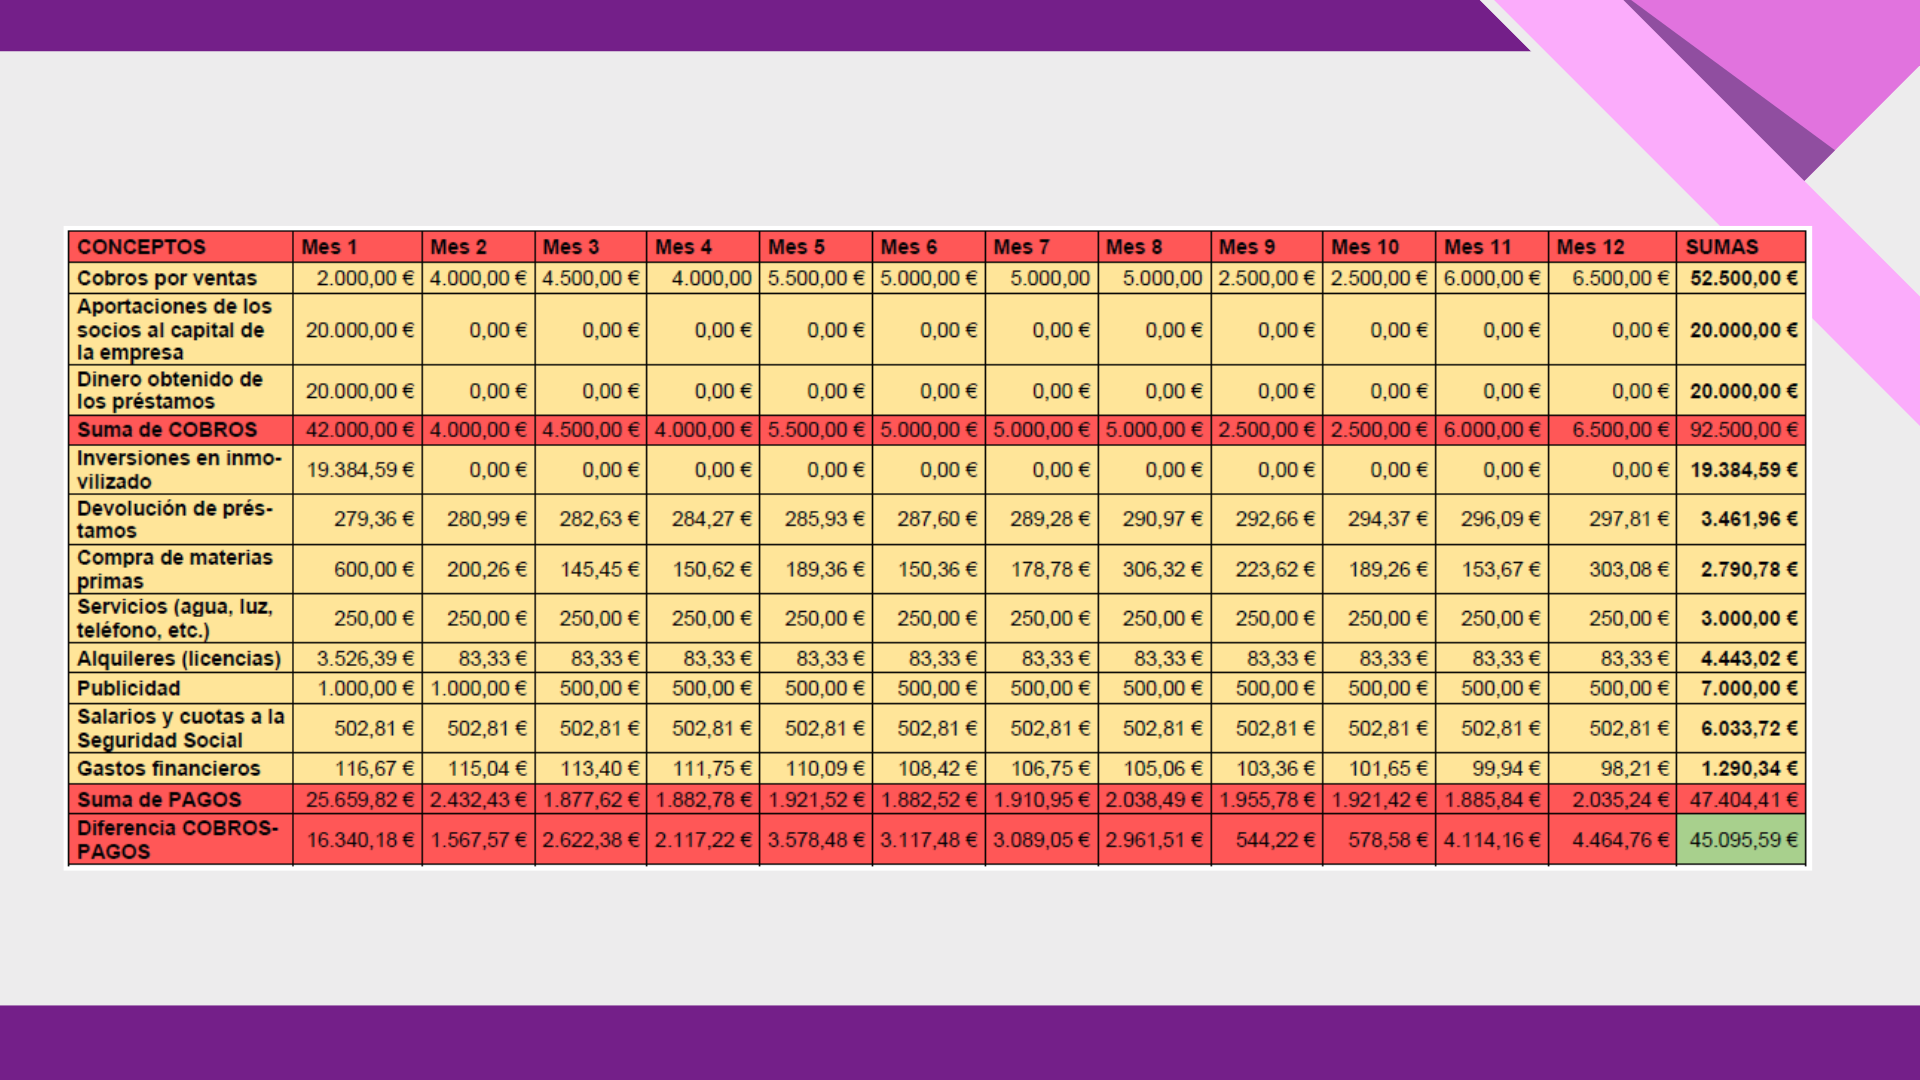 CONCEPTOS Mes 1 Mes 2 Mes 3 Mes 4 Mes 5 Mes 6 Mes 7 Mes 8 Mes 9 Mes 10 Mes 11 Mes 12 SUMAS
Cobros por ventas 2.000,00 € 4.000,00 € 4.500,00 € 4.000,00 5.500,00 € 5.000,00 € 5.000,00 5.000,00 2.500,00 € 2.500,00 € 6.000,00 € 6.500,00 € 52.500,00 €
Aportaciones de los
socios al capital de 20.000,00 € 0,00 € 0,00 € 0,00 € 0,00 € 0,00 € 0,00 € 0,00 € 0,00 € 0,00 € 0,00 € 0,00 € 20.000,00 €
la empresa
Dinero obtenido de
los préstamos 20.000,00 € 0,00 € 0,00 € 0,00 € 0,00 € 0,00 € 0,00 € 0,00 € 0,00 € 0,00 € 0,00 € 0,00 € 20.000,00 €
Suma de COBROS 42.000,00 € 4.000,00 € 4.500,00 € 4.000,00 € 5.500,00 € 5.000,00 € 5.000,00 € 5.000,00 € 2.500,00 € 2.500,00 € 6.000,00 € 6.500,00 € 92.500,00 €
Inversiones en inmo-
vilizado 19.384,59 € 0,00 € 0,00 € 0,00 € 0,00 € 0,00 € 0,00 € 0,00 € 0,00 € 0,00 € 0,00 € 0,00 € 19.384,59 €
Devolución de prés-
tamos 279,36 € 280,99 € 282,63 € 284,27 € 285,93 € 287,60 € 289,28 € 290,97 € 292,66 € 294,37 € 296,09 € 297,81 € 3.461,96 €
Compra de materias
primas 600,00 € 200,26 € 145,45 € 150,62 € 189,36 € 150,36 € 178,78 € 306,32 € 223,62 € 189,26 € 153,67 € 303,08 € 2.790,78 €
Servicios (agua, luz,
teléfono, etc.) 250,00 € 250,00 € 250,00 € 250,00 € 250,00 € 250,00 € 250,00 € 250,00 € 250,00 € 250,00 € 250,00 € 250,00 € 3.000,00 €
Alquileres (licencias) 3.526,39 € 83,33 € 83,33 € 83,33 € 83,33 € 83,33 € 83,33 € 83,33 € 83,33 € 83,33 € 83,33 € 83,33 € 4.443,02 €
Publicidad 1.000,00 € 1.000,00 € 500,00 € 500,00 € 500,00 € 500,00 € 500,00 € 500,00 € 500,00 € 500,00 € 500,00 € 500,00 € 7.000,00 €
Salarios y cuotas a la
Seguridad Social 502,81 € 502,81 € 502,81 € 502,81 € 502,81 € 502,81 € 502,81 € 502,81 € 502,81 € 502,81 € 502,81 € 502,81 € 6.033,72 €
Gastos financieros 116,67 € 115,04 € 113,40 € 111,75 € 110,09 € 108,42 € 106,75 € 105,06 € 103,36 € 101,65 € 99,94 € 98,21 € 1.290,34 €
Suma de PAGOS 25.659,82 € 2.432,43 € 1.877,62 € 1.882,78 € 1.921,52 € 1.882,52 € 1.910,95 € 2.038,49 € 1.955,78 € 1.921,42 € 1.885,84 € 2.035,24 € 47.404,41 €
Diferencia COBROS-
PAGOS 16.340,18 € 1.567,57 € 2.622,38 € 2.117,22 € 3.578,48 € 3.117,48 € 3.089,05 € 2.961,51 € 544,22 € 578,58 € 4.114,16 € 4.464,76 € 45.095,59 €